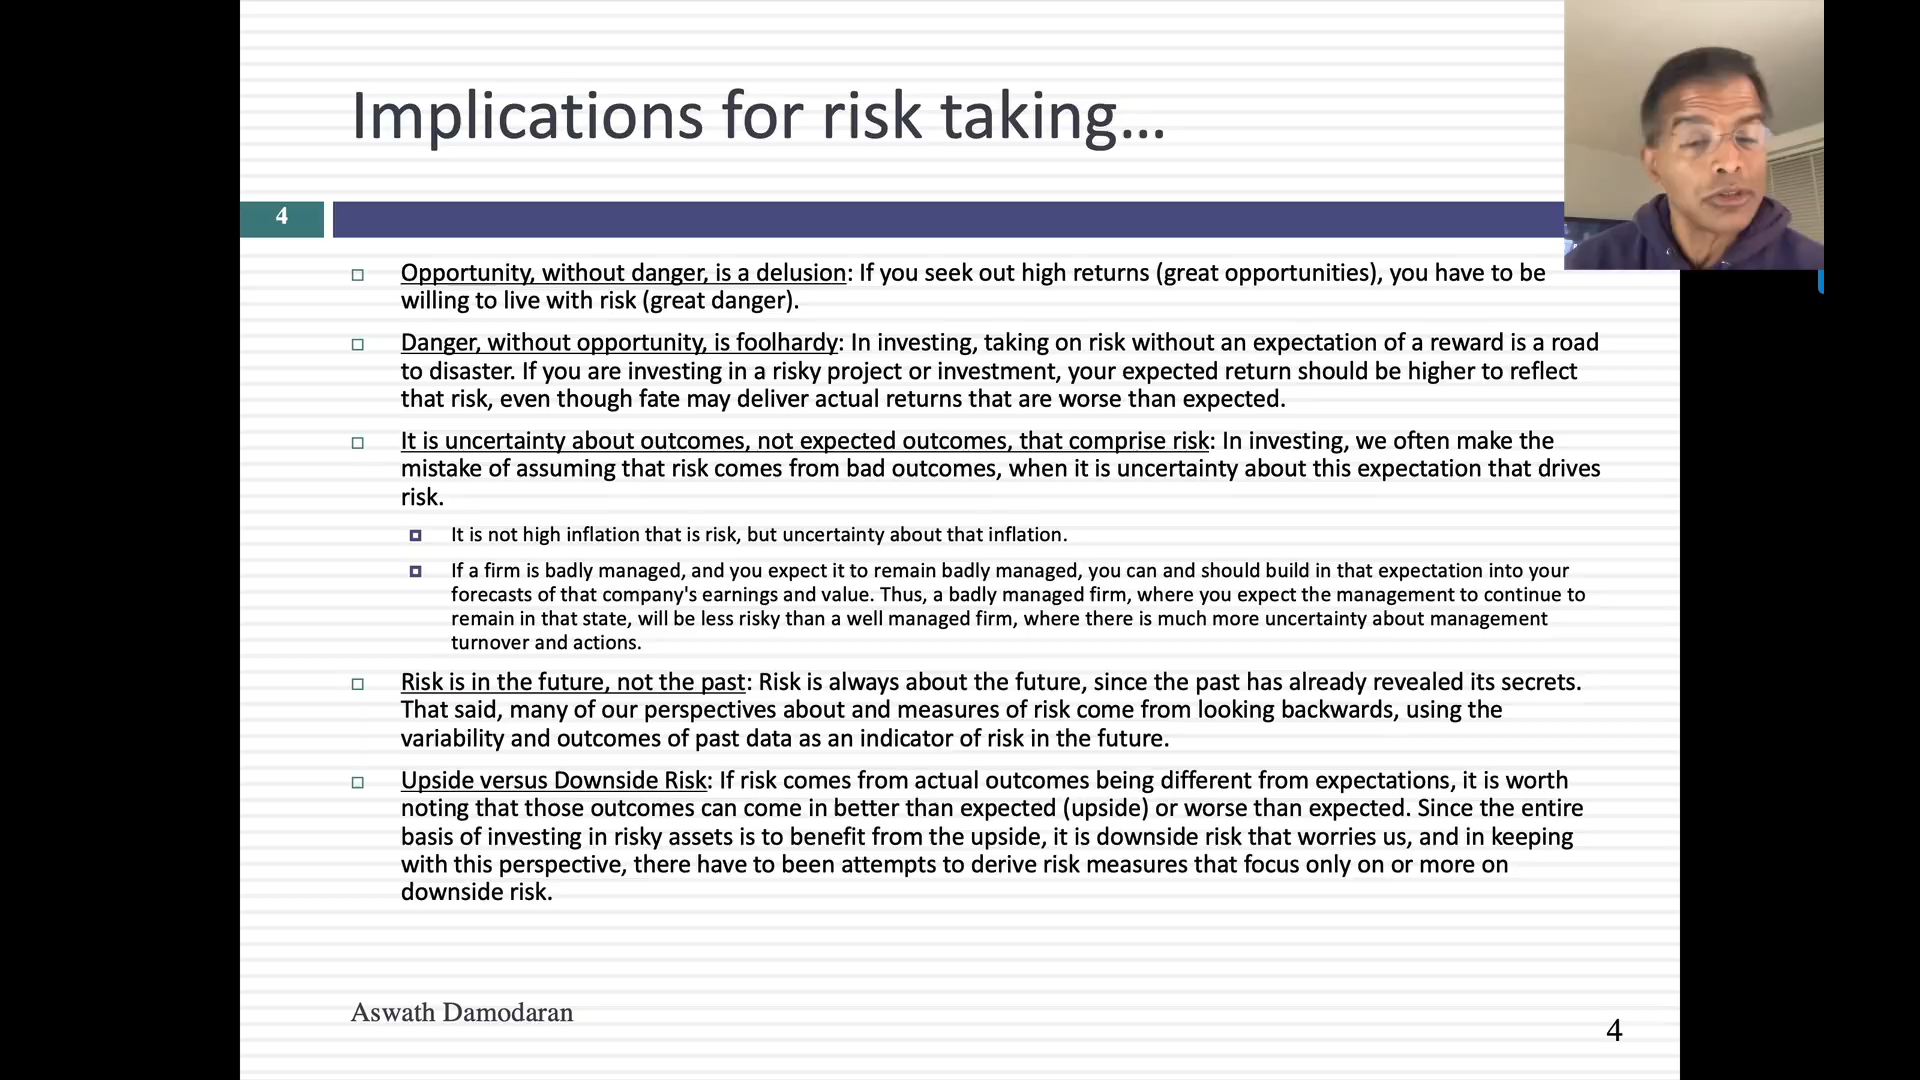 Implications for risk taking...
4
Opportunity, without danger, is a delusion: If you seek out high returns (great opportunities), you have to be
willing to live with risk (great danger).
Danger, without opportunity, is foolhardy: In investing, taking on risk without an expectation of a reward is a road
to disaster. If you are investing in a risky project or investment, your expected return should be higher to reflect
that risk, even though fate may deliver actual returns that are worse than expected.
It is uncertainty about outcomes, not expected outcomes, that comprise risk: In investing, we often make the
mistake of assuming that risk comes from bad outcomes, when it is uncertainty about this expectation that drives
risk.
It is not high inflation that is risk, but uncertainty about that inflation.
If a firm is badly managed, and you expect it to remain badly managed, you can and should build in that expectation into your
forecasts of that company's earnings and value. Thus, a badly managed firm, where you expect the management to continue to
remain in that state, will be less risky than a well managed firm, where there is much more uncertainty about management
turnover and actions.
Risk is in the future, not the past: Risk is always about the future, since the past has already revealed its secrets.
That said, many of our perspectives about and measures of risk come from looking backwards, using the
variability and outcomes of past data as an indicator of risk in the future.
Upside versus Downside Risk: If risk comes from actual outcomes being different from expectations, it is worth
noting that those outcomes can come in better than expected (upside) or worse than expected. Since the entire
basis of investing in risky assets is to benefit from the upside, it is downside risk that worries us, and in keeping
with this perspective, there have to been attempts to derive risk measures that focus only on or more on
downside risk.
Aswath Damodaran
4